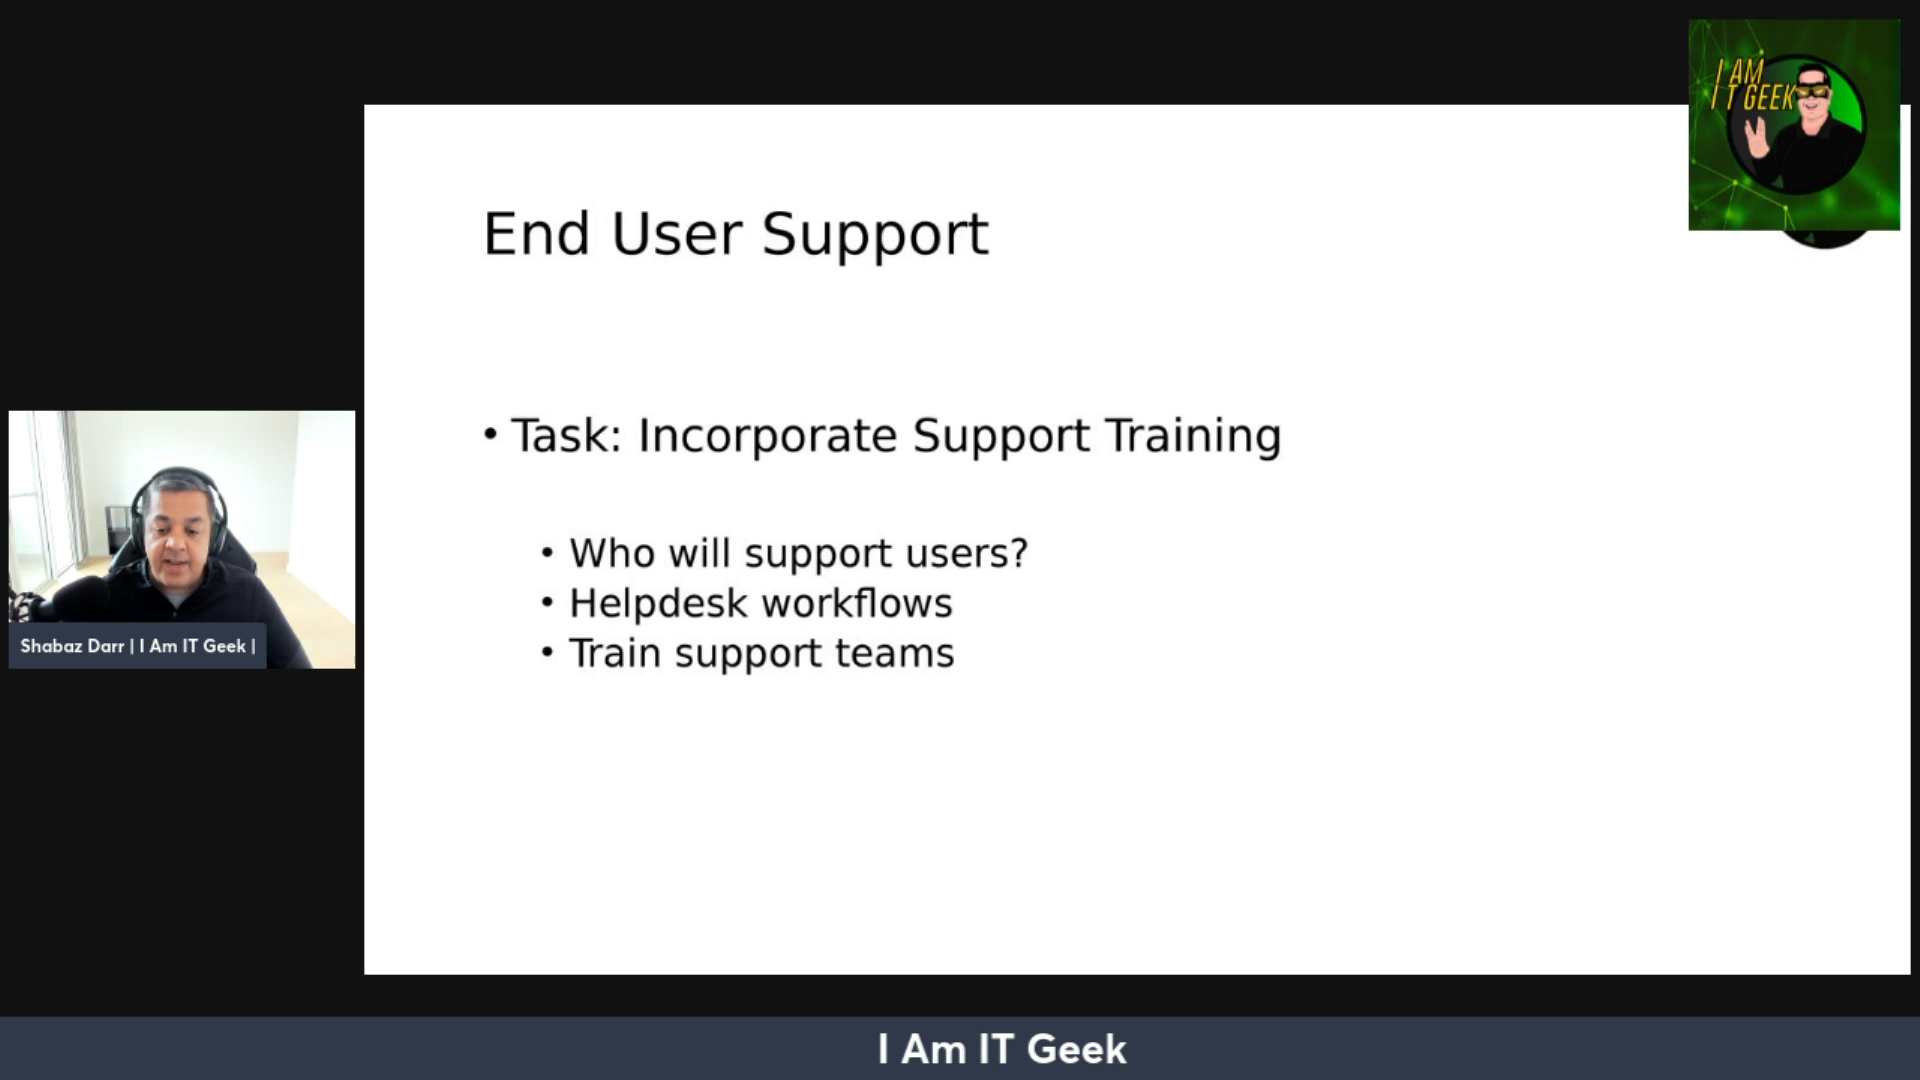 I AM
IT GEEK
End User Support
• Task: Incorporate Support Training
• Who will support users?
• Helpdesk workflows
• Train support teams
Shabaz Darr | I Am IT Geek |
I Am IT Geek